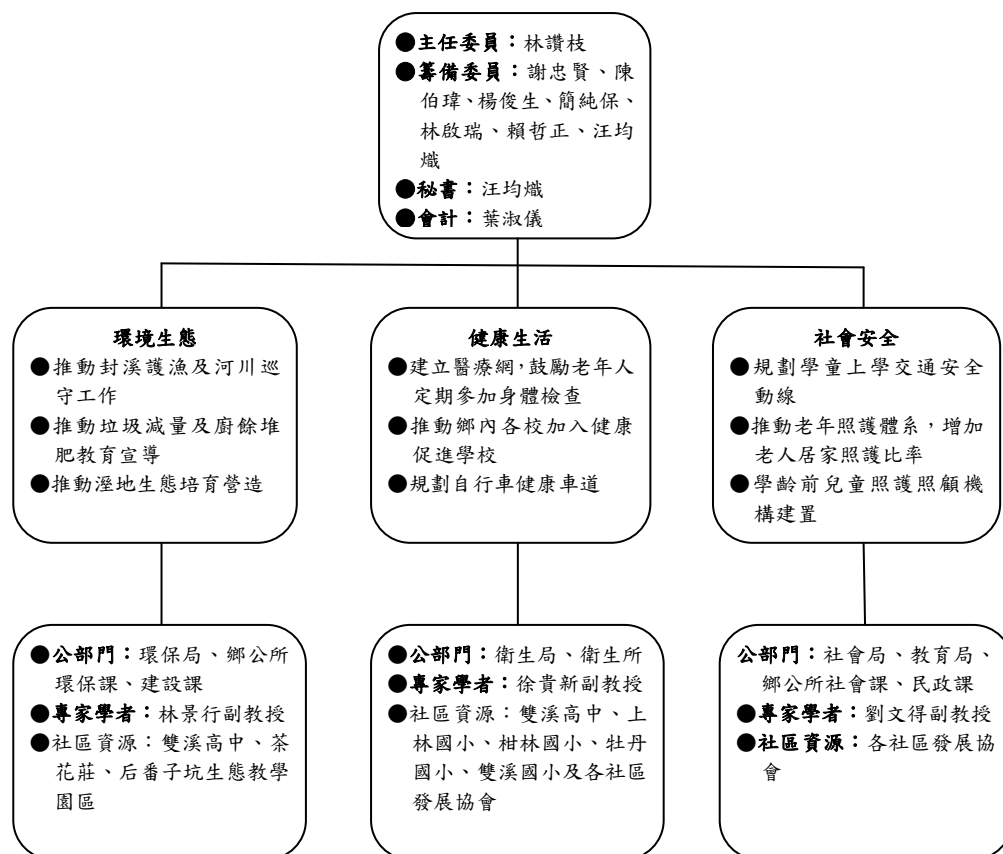 ●主任委員：林讚枝
●籌備委員：謝忠賢、陳
伯瑋、楊俊生、簡純保、
林啟瑞、賴哲正、汪均
熾
●秘書：汪均熾
●會計：葉淑儀
環境生態
●推動封溪護漁及河川巡
守工作
●推動垃圾減量及廚餘堆
肥教育宣導
●推動溼地生態培育營造
健康生活
●建立醫療網，鼓勵老年人
定期參加身體檢查
●推動鄉內各校加入健康
促進學校
●規劃自行車健康車道
社會安全
●規劃學童上學交通安全
動線
●推動老年照護體系，增加
老人居家照護比率
●學齡前兒童照護照顧機
構建置
●公部門：環保局、鄉公所
環保課、建設課
●專家學者：林景行副教授
●社區資源：雙溪高中、茶
花莊、后番子坑生態教學
園區
●公部門：衛生局、衛生所
●專家學者：徐貴新副教授
●社區資源：雙溪高中、上
林國小、柑林國小、牡丹
國小、雙溪國小及各社區
發展協會
公部門：社會局、教育局、
鄉公所社會課、民政課
●專家學者：劉文得副教授
●社區資源：各社區發展協
會